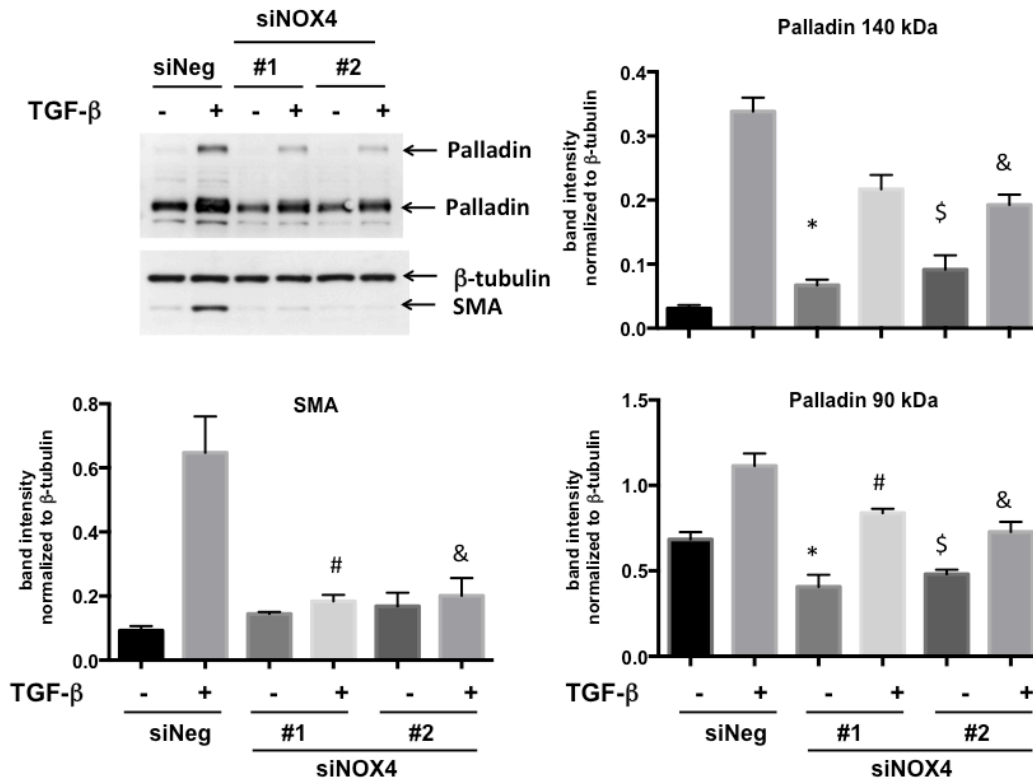 siNOX4
siNeg #1 #2
TGF-β - + - + - +
Palladin
Palladin
β-tubulin
SMA
Palladin 140 kDa
band intensity
normalized to β-tubulin
0.4
0.3
0.2
0.1
0.0
* $ &
SMA
band intensity
normalized to β-tubulin
0.8
0.6
0.4
0.2
0.0
# &
TGF-β - + - + - +
siNeg #1 #2
siNOX4
Palladin 90 kDa
band intensity
normalized to β-tubulin
1.5
1.0
0.5
0.0
* # $ &
TGF-β - + - + - +
siNeg #1 #2
siNOX4